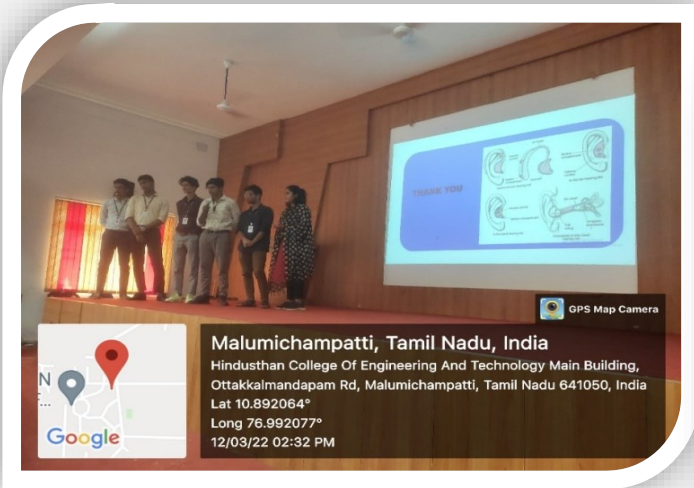 THANK YOU
GPS Map Camera
Malumichampatti, Tamil Nadu, India
Hindusthan College Of Engineering And Technology Main Building,
Ottakkalmandapam Rd, Malumichampatti, Tamil Nadu 641050, India
Lat 10.892064°
Long 76.992077°
12/03/22 02:32 PM
N
Google